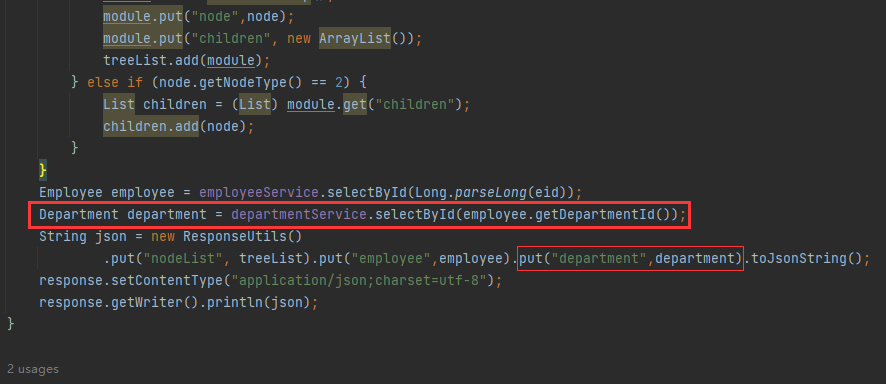 module.put("node",node);
module.put("children", new ArrayList());
treeList.add(module);
} else if (node.getNodeType() == 2) {
List children = (List) module.get("children");
children.add(node);
}
}
Employee employee = employeeService.selectById(Long.parseLong(eid));
Department department = departmentService.selectById(employee.getDepartmentId());
String json = new ResponseUtils()
.put("nodeList", treeList).put("employee",employee).put("department",department).toJsonString();
response.setContentType("application/json;charset=utf-8");
response.getWriter().println(json);
}
2 usages